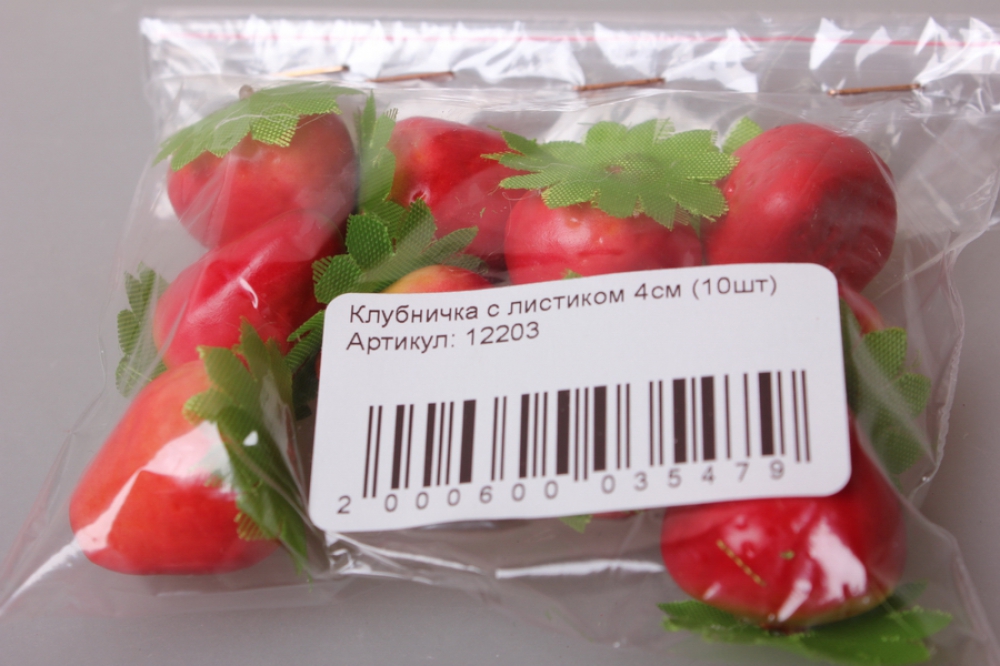 Клубничка с листиком 4см (10шт)
Артикул: 12203
2 000600 035479